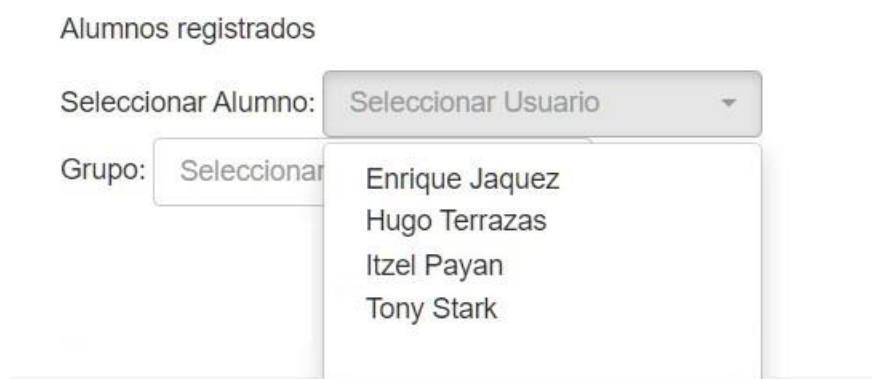 Alumnos registrados
Seleccionar Alumno: Seleccionar Usuario
Grupo: Seleccionar
Enrique Jaquez
Hugo Terrazas
Itzel Payan
Tony Stark